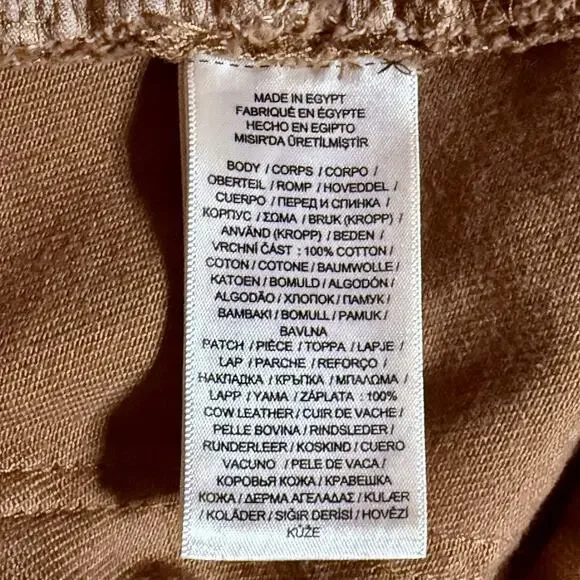 MADE IN EGYPT
FABRIQUÉ EN ÉGYPTE
HECHO EN EGIPTO
MISIR'DA ÜRETİLMİŞTİR
BODY / CORPS / CORPO /
OBERTEIL / ROMP / HOVEDDEL /
CUERPO / ПЕРЕД И СПИНКА /
КОРПУС / ΣΩΜΑ / BRUK (KROPP) /
ANVÄND (KROPP) / BEDEN /
VRCHNÍ ČÁST : 100% COTTON /
COTON / COTONE / BAUMWOLLE /
KATOEN / BOMULD / ALGODÓN /
ALGODÃO / ХЛОПОК / ПАМУК /
BAMBAKI / BOMULL / PAMUK /
BAVLNA
PATCH / PIÈCE / TOPPA / LAPJE /
LAP / PARCHE / REFORÇO /
НАКЛАДКА / КРЪПКА / ΜΠΑΛΩΜΑ /
LAPP / YAMA / ZÁPLATA : 100%
COW LEATHER / CUIR DE VACHE /
PELLE BOVINA / RINDSLEDER /
RUNDERLEER / KOSKIND / CUERO
VACUNO / PELE DE VACA /
КОРОВЬЯ КОЖА / КРАВЕШКА
КОЖА / ΔΕΡΜΑ ΑΓΕΛΑΔΑΣ / KULÆR
/ KOLÄDER / SIĞIR DERİSİ / HOVĚZÍ
KŮŽE